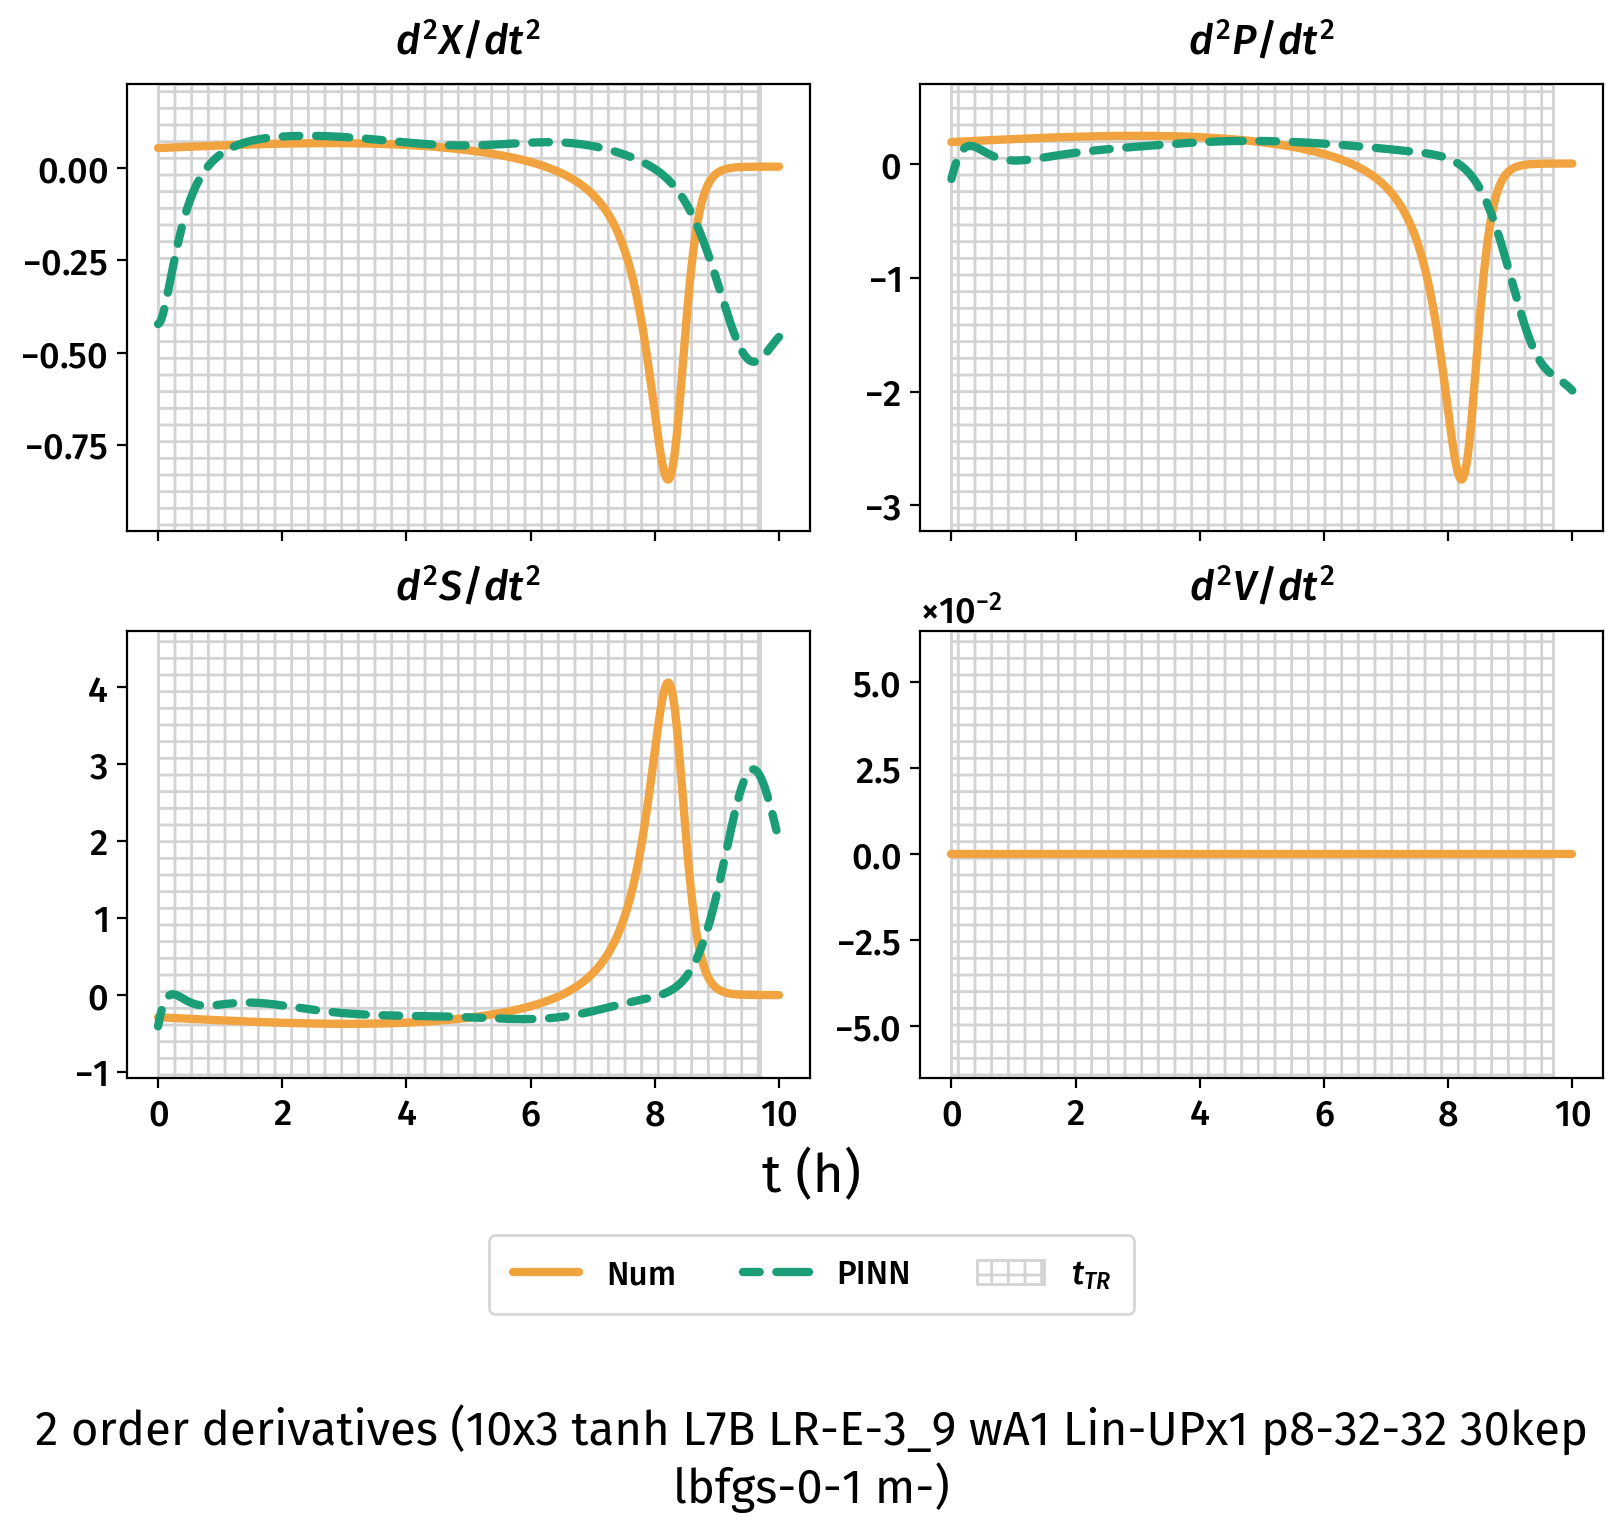 d²X/dt²
d²P/dt²
0.00
−0.25
−0.50
−0.75
0
−1
−2
−3
d²S/dt²
d²V/dt²
×10⁻²
4
3
2
1
0
−1
5.0
2.5
0.0
−2.5
−5.0
0 2 4 6 8 10
0 2 4 6 8 10
t (h)
Num PINN t_TR
2 order derivatives (10x3 tanh L7B LR-E-3_9 wA1 Lin-UPx1 p8-32-32 30kep
lbfgs-0-1 m-)